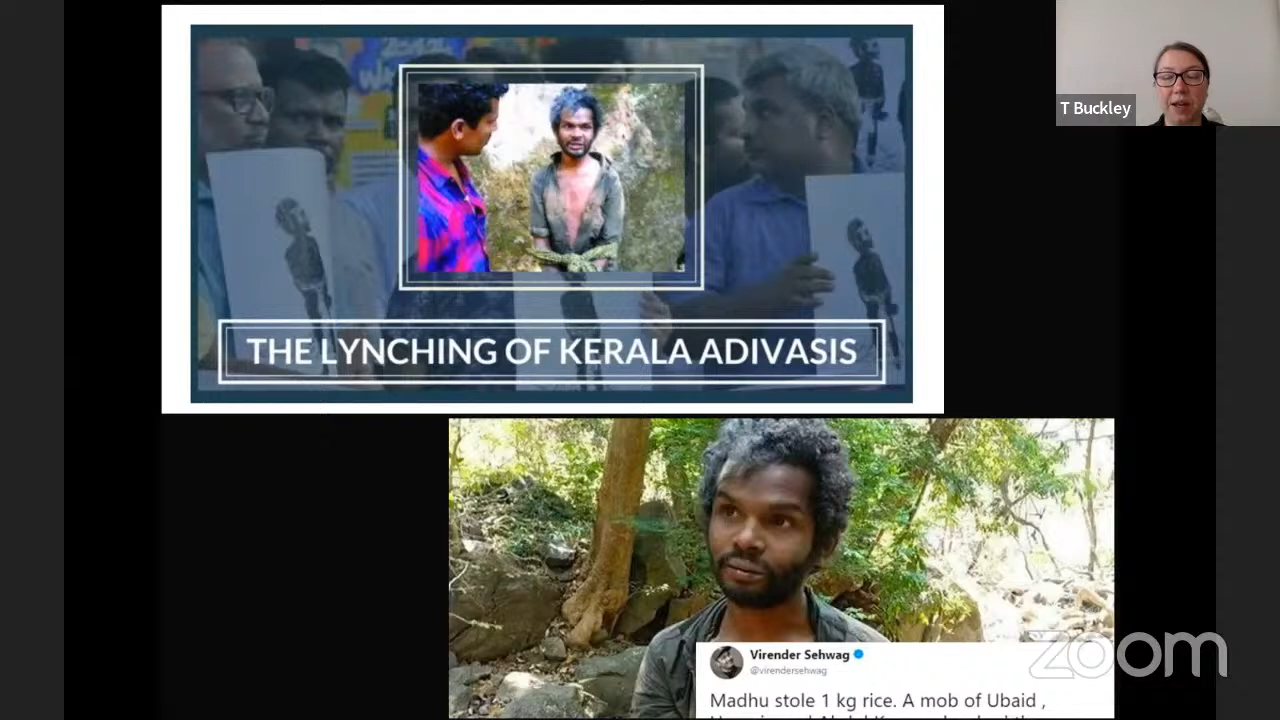 T Buckley
THE LYNCHING OF KERALA ADIVASIS
Virender Sehwag
@virendersehwag
Madhu stole 1 kg rice. A mob of Ubaid ,
zoom